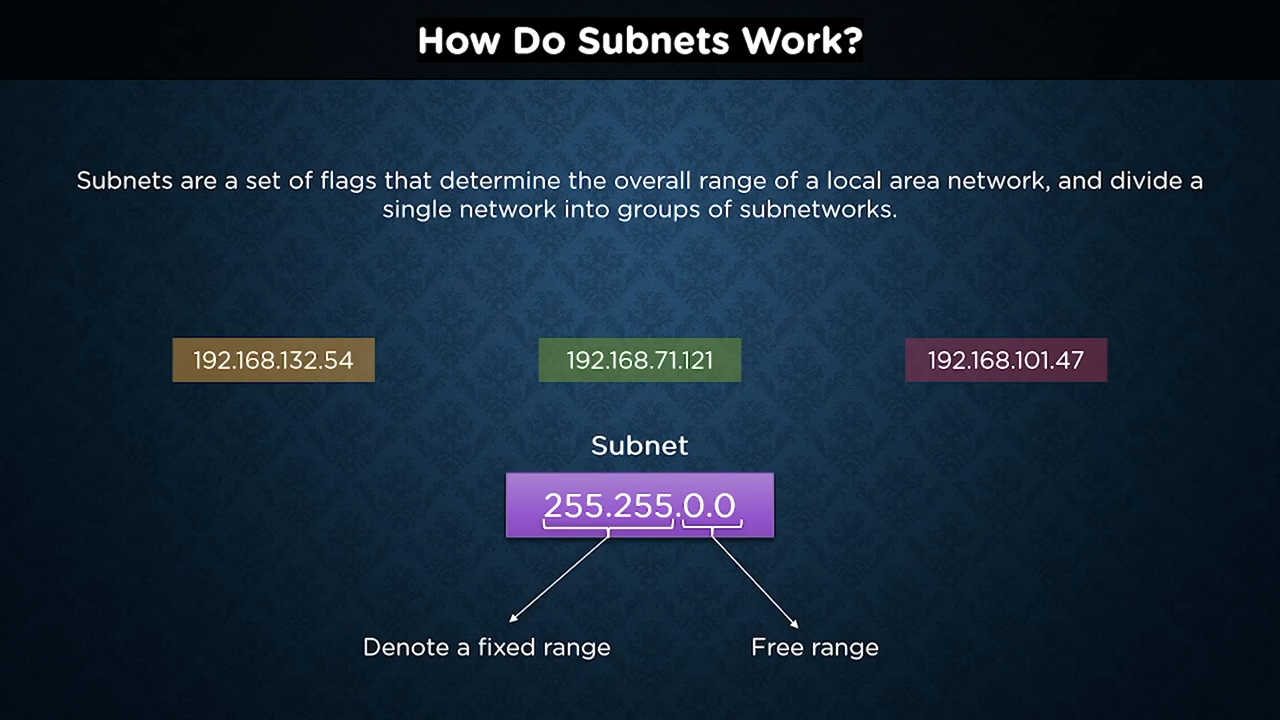 How Do Subnets Work?
Subnets are a set of flags that determine the overall range of a local area network, and divide a
single network into groups of subnetworks.
192.168.132.54
192.168.71.121
192.168.101.47
Subnet
255.255.0.0
Denote a fixed range
Free range